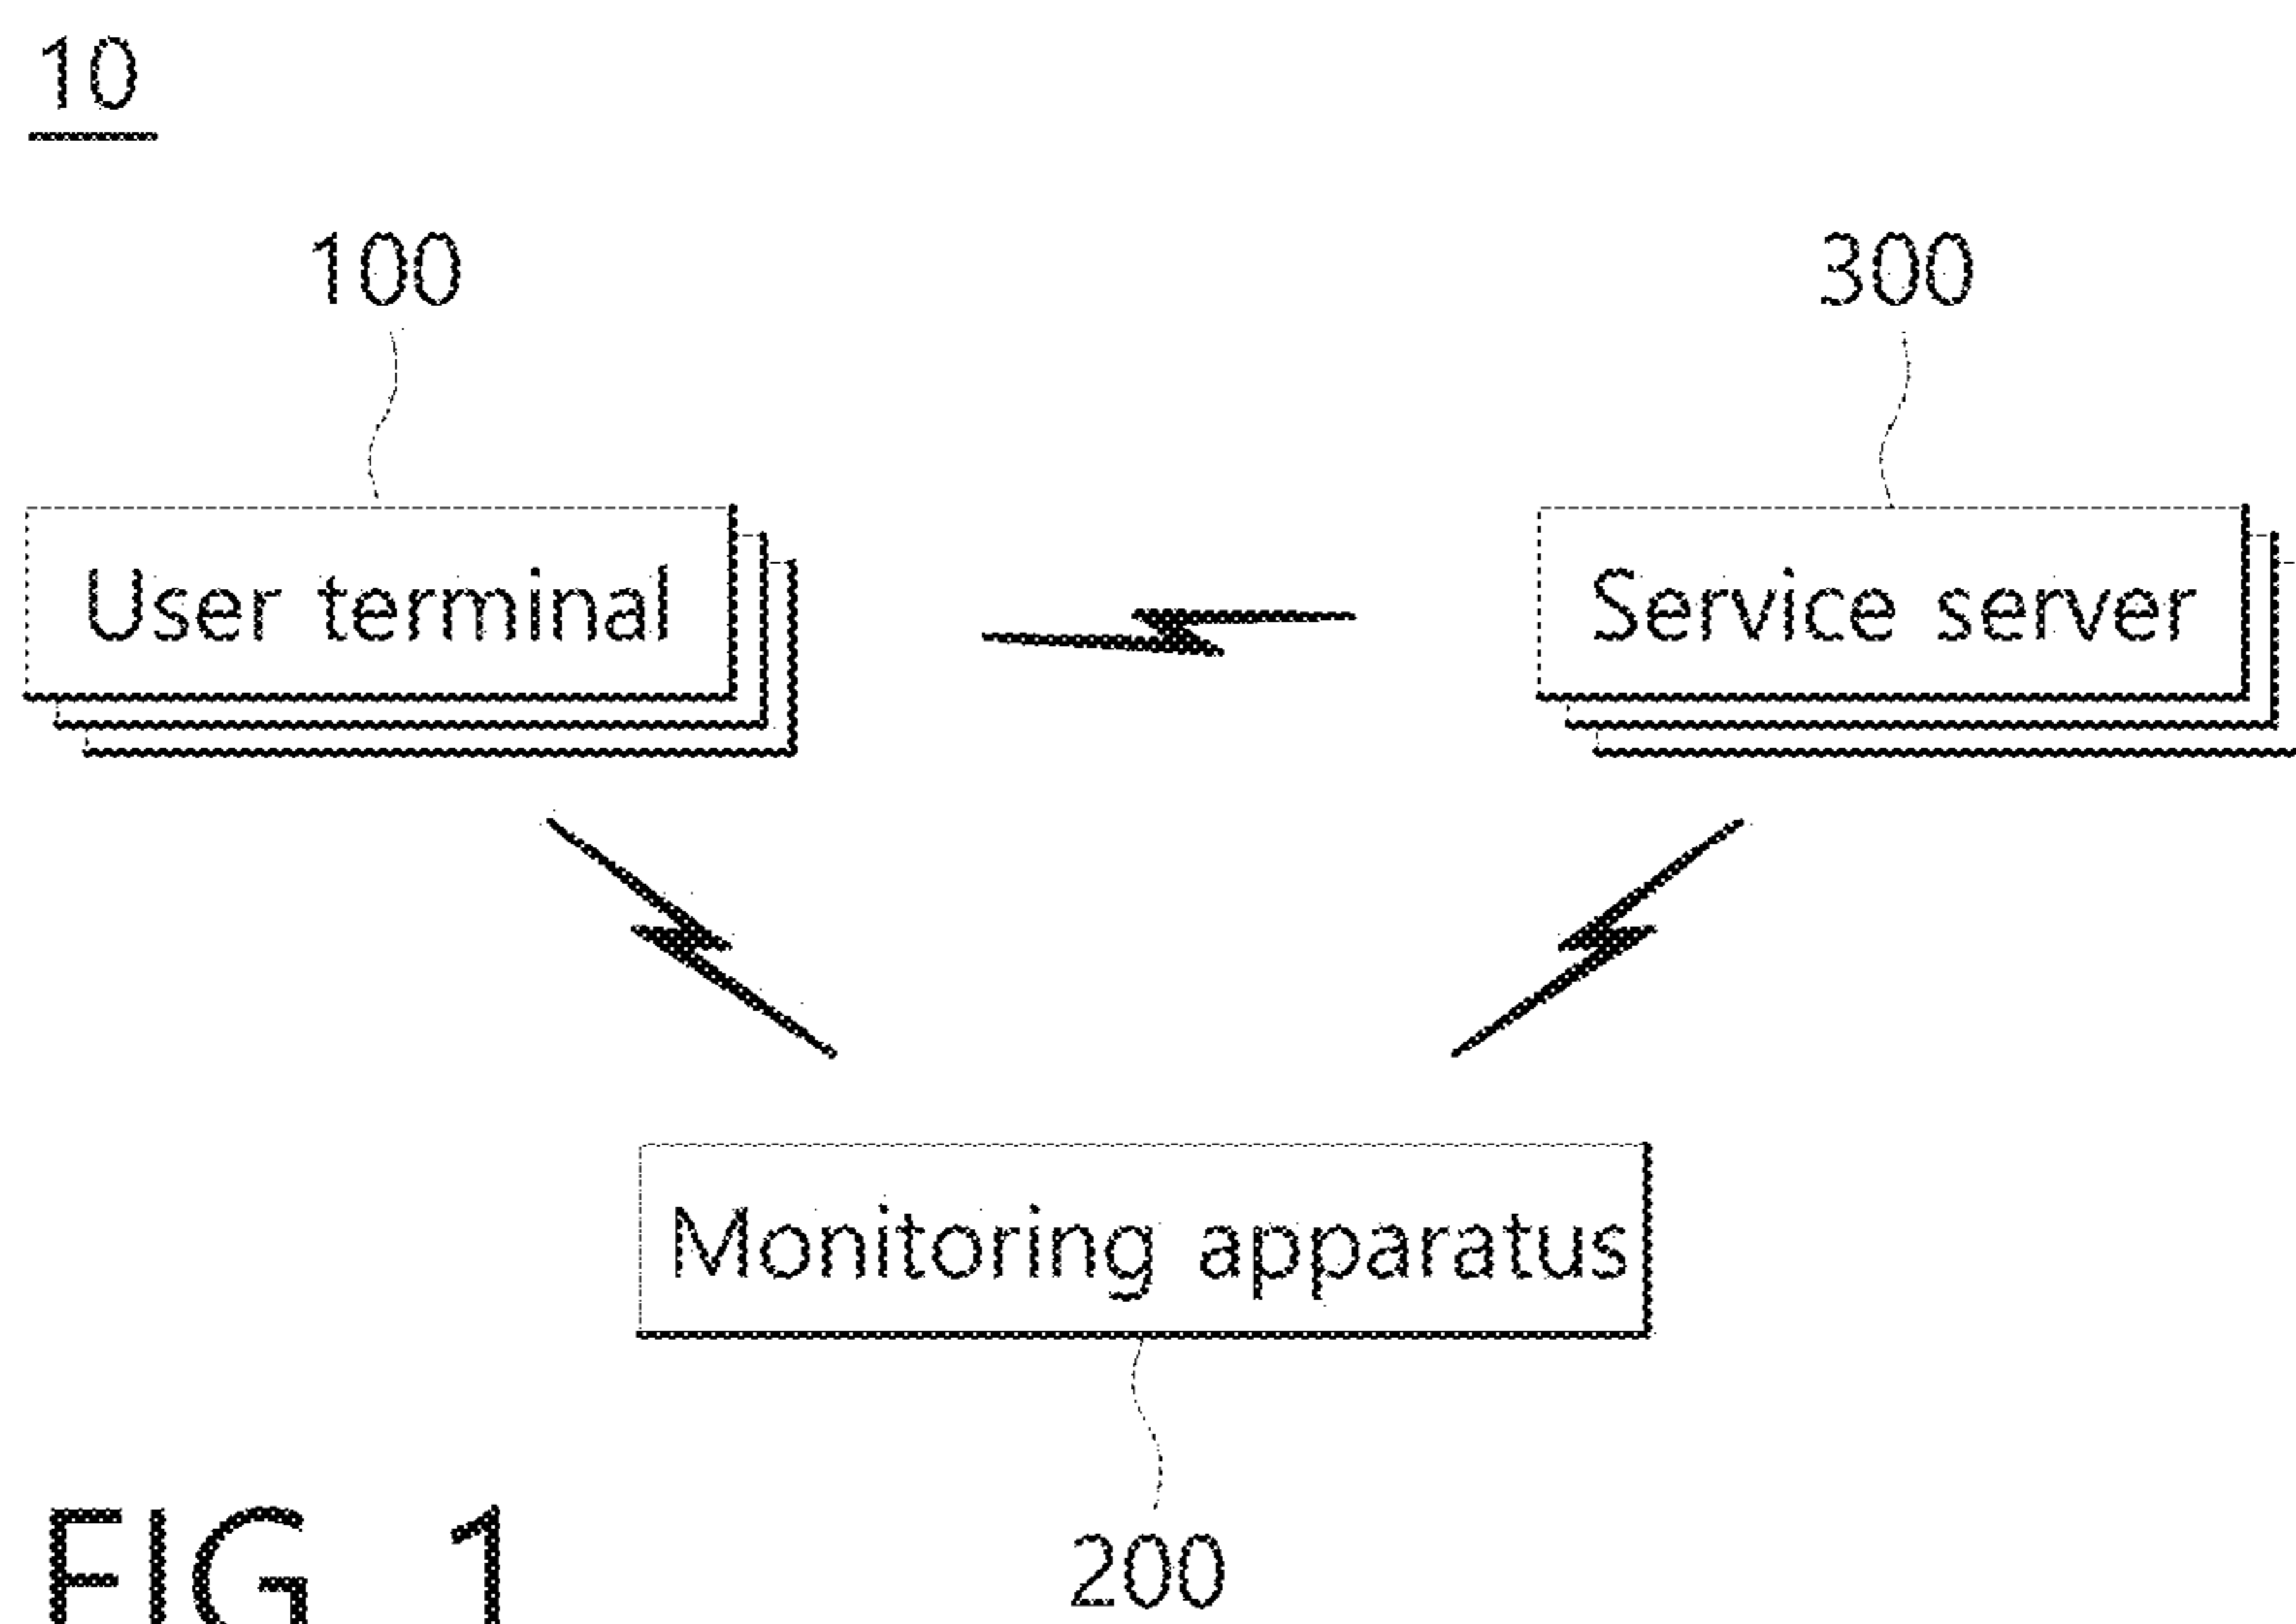 10
100
300
User terminal
Service server
Monitoring apparatus
200
FIG 1